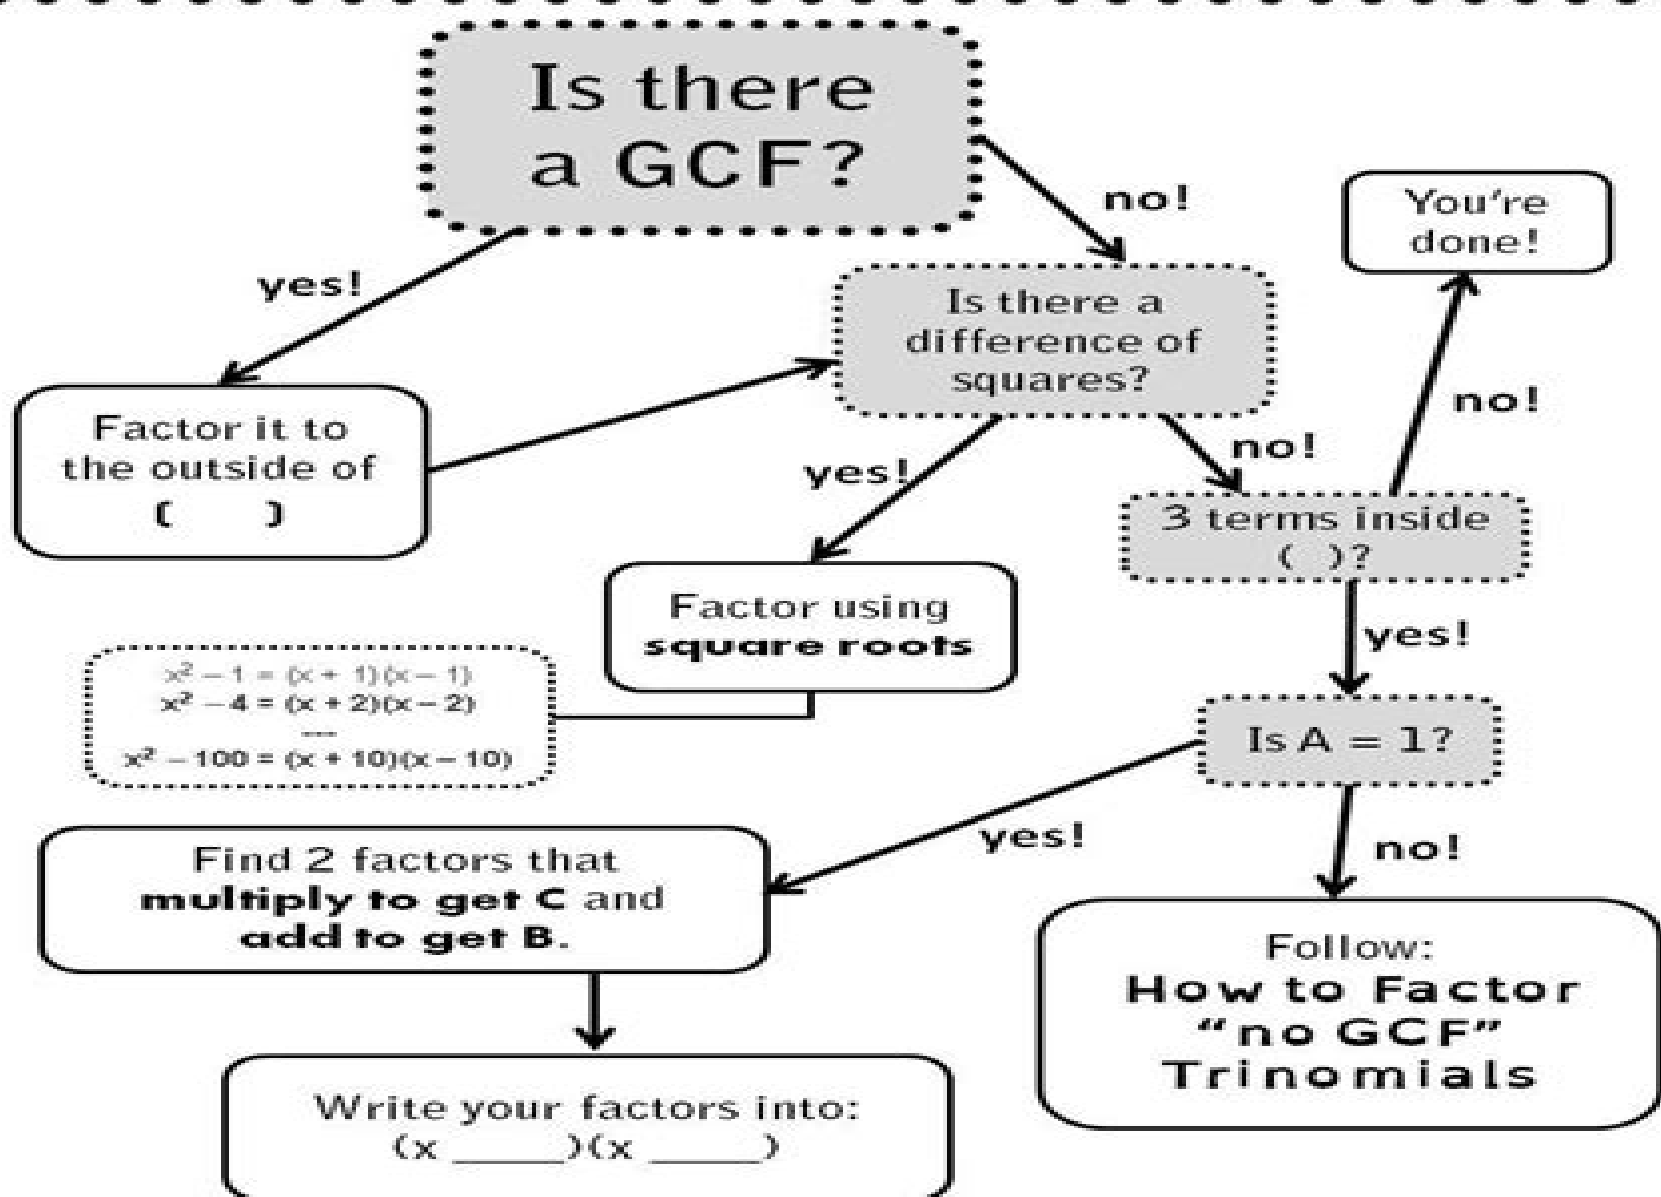 Is there
a GCF?
no!
You're
done!
yes!
Is there a
difference of
squares?
no!
Factor it to
the outside of
( )
yes!
no!
3 terms inside
( )?
Factor using
square roots
yes!
x² – 1 = (x + 1)(x – 1)
x² – 4 = (x + 2)(x – 2)
...
x² – 100 = (x + 10)(x – 10)
Is A = 1?
yes!
no!
Find 2 factors that
multiply to get C and
add to get B.
Follow:
How to Factor
“no GCF”
Trinomials
Write your factors into:
(x _____)(x _____)